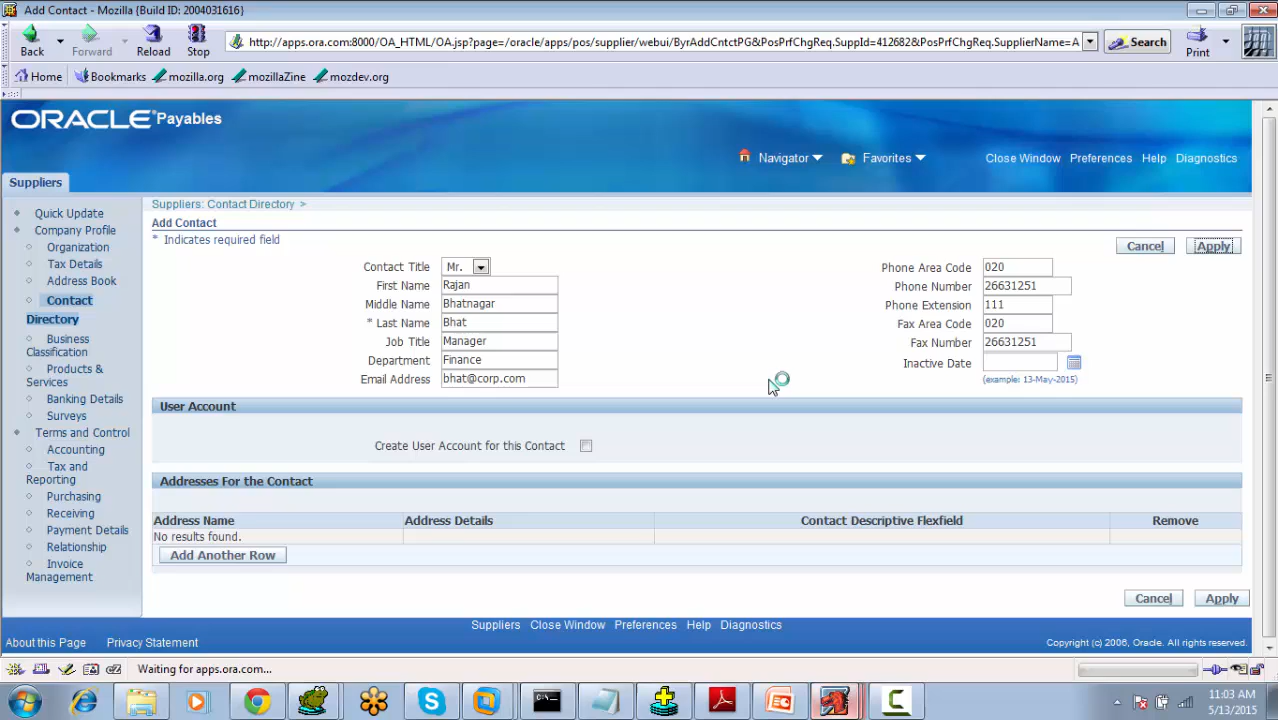 Add Contact - Mozilla {Build ID: 2004031616}
Back Forward Reload Stop http://apps.ora.com:8000/OA_HTML/OA.jsp?page=/oracle/apps/pos/supplier/webui/ByrAddCntctPG&PosPrfChgReq.SuppId=412682&PosPrfChgReq.SupplierName=A Search Print
Home Bookmarks mozilla.org mozillaZine mozdev.org
ORACLE Payables
Navigator Favorites Close Window Preferences Help Diagnostics
Suppliers
Quick Update
Company Profile
Organization
Tax Details
Address Book
Contact
Directory
Business
Classification
Products &
Services
Banking Details
Surveys
Terms and Control
Accounting
Tax and
Reporting
Purchasing
Receiving
Payment Details
Relationship
Invoice
Management
Suppliers: Contact Directory >
Add Contact
* Indicates required field
Cancel Apply
Contact Title Mr.
First Name Rajan
Middle Name Bhatnagar
* Last Name Bhat
Job Title Manager
Department Finance
Email Address bhat@corp.com
Phone Area Code 020
Phone Number 26631251
Phone Extension 111
Fax Area Code 020
Fax Number 26631251
Inactive Date
(example: 13-May-2015)
User Account
Create User Account for this Contact
Addresses For the Contact
Address Name Address Details Contact Descriptive Flexfield Remove
No results found.
Add Another Row
Cancel Apply
Suppliers Close Window Preferences Help Diagnostics
About this Page Privacy Statement Copyright (c) 2006, Oracle. All rights reserved.
Waiting for apps.ora.com...
11:03 AM
5/13/2015